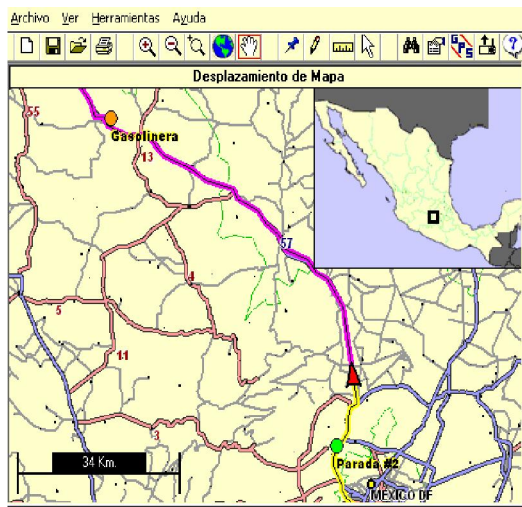 Archivo Ver Herramientas Ayuda
GPS ?
Desplazamiento de Mapa
55
Gasolinera
13
57
4
5
11
3
34 Km.
Parada #2
MEXICO DF